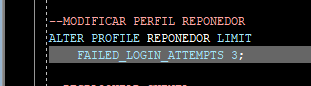 --MODIFICAR PERFIL REPONEDOR
ALTER PROFILE REPONEDOR LIMIT
FAILED_LOGIN_ATTEMPTS 3;